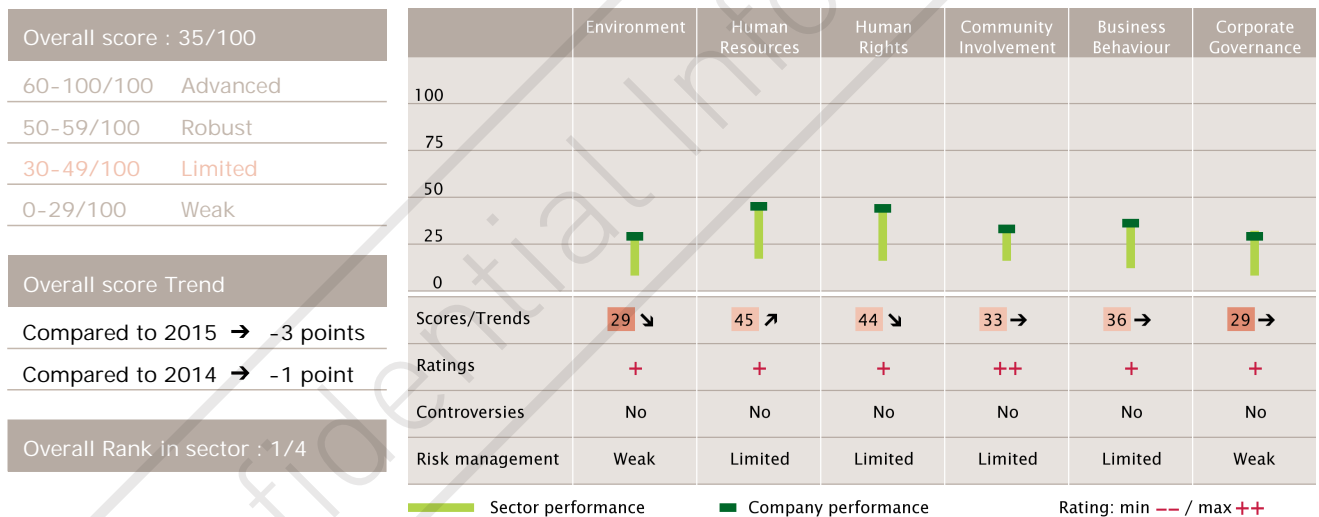 Overall score : 35/100
60-100/100 Advanced
50-59/100 Robust
30-49/100 Limited
0-29/100 Weak
Overall score Trend
Compared to 2015 ➔ -3 points
Compared to 2014 ➔ -1 point
Overall Rank in sector : 1/4
Environment Human Resources Human Rights Community Involvement Business Behaviour Corporate Governance
100
75
50
25
0
Scores/Trends 29 ➘ 45 ➚ 44 ➘ 33 ➔ 36 ➔ 29 ➔
Ratings + + + ++ + +
Controversies No No No No No No
Risk management Weak Limited Limited Limited Limited Weak
Sector performance Company performance Rating: min -- / max ++
fidential Info